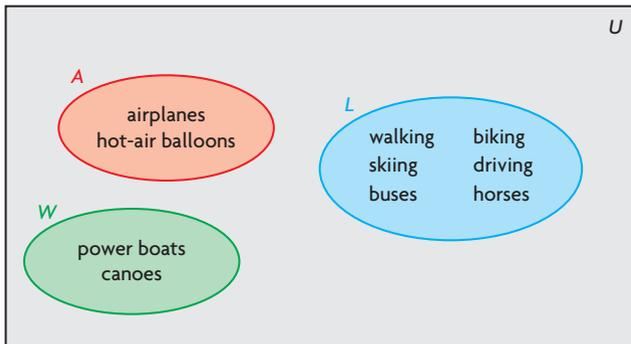 U
A
airplanes
hot-air balloons
L
walking biking
skiing driving
buses horses
W
power boats
canoes